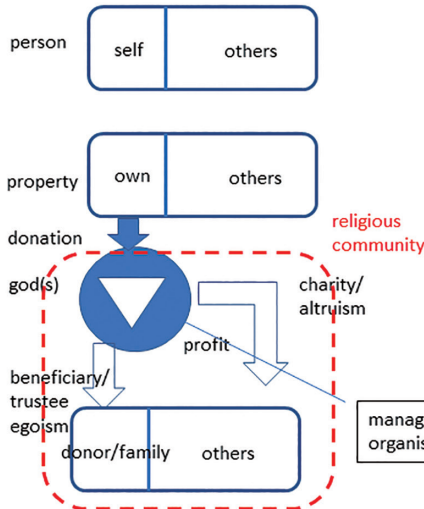 person
self
others
property
own
others
donation
religious
community
god(s)
charity/
altruism
profit
beneficiary/
trustee
egoism
donor/family
others